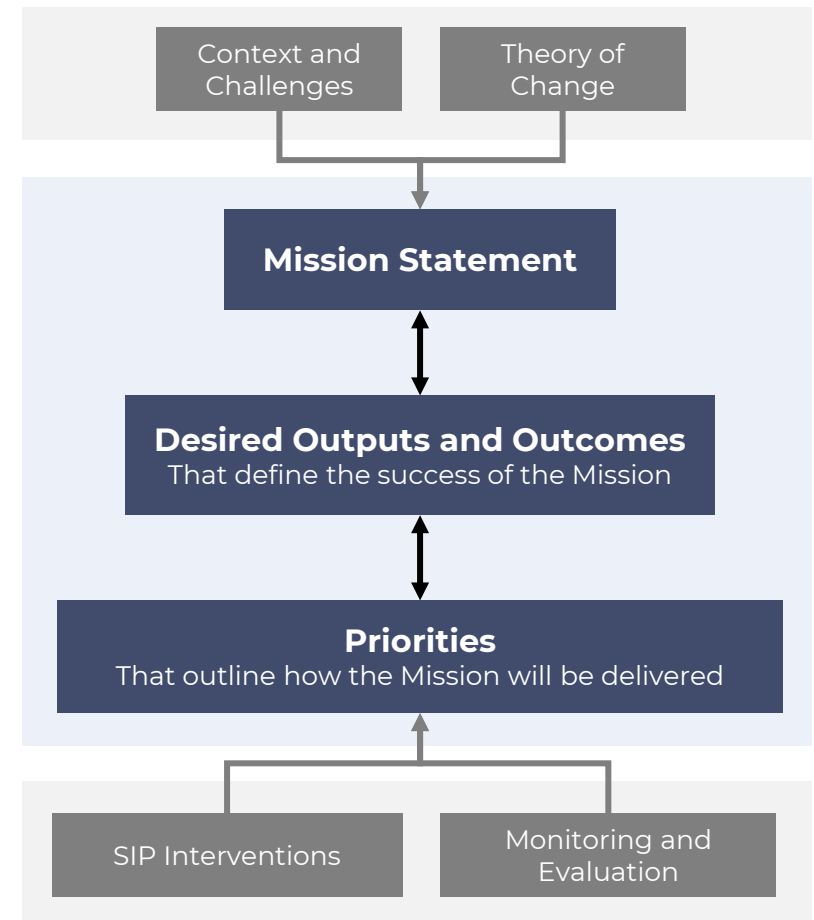 Context and
Challenges
Theory of
Change
Mission Statement
Desired Outputs and Outcomes
That define the success of the Mission
Priorities
That outline how the Mission will be delivered
SIP Interventions
Monitoring and
Evaluation